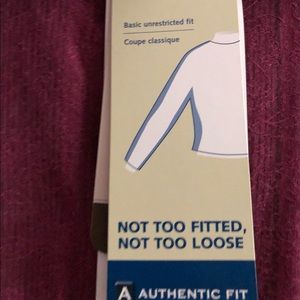 Basic unrestricted fit
Coupe classique
NOT TOO FITTED,
NOT TOO LOOSE
A AUTHENTIC FIT